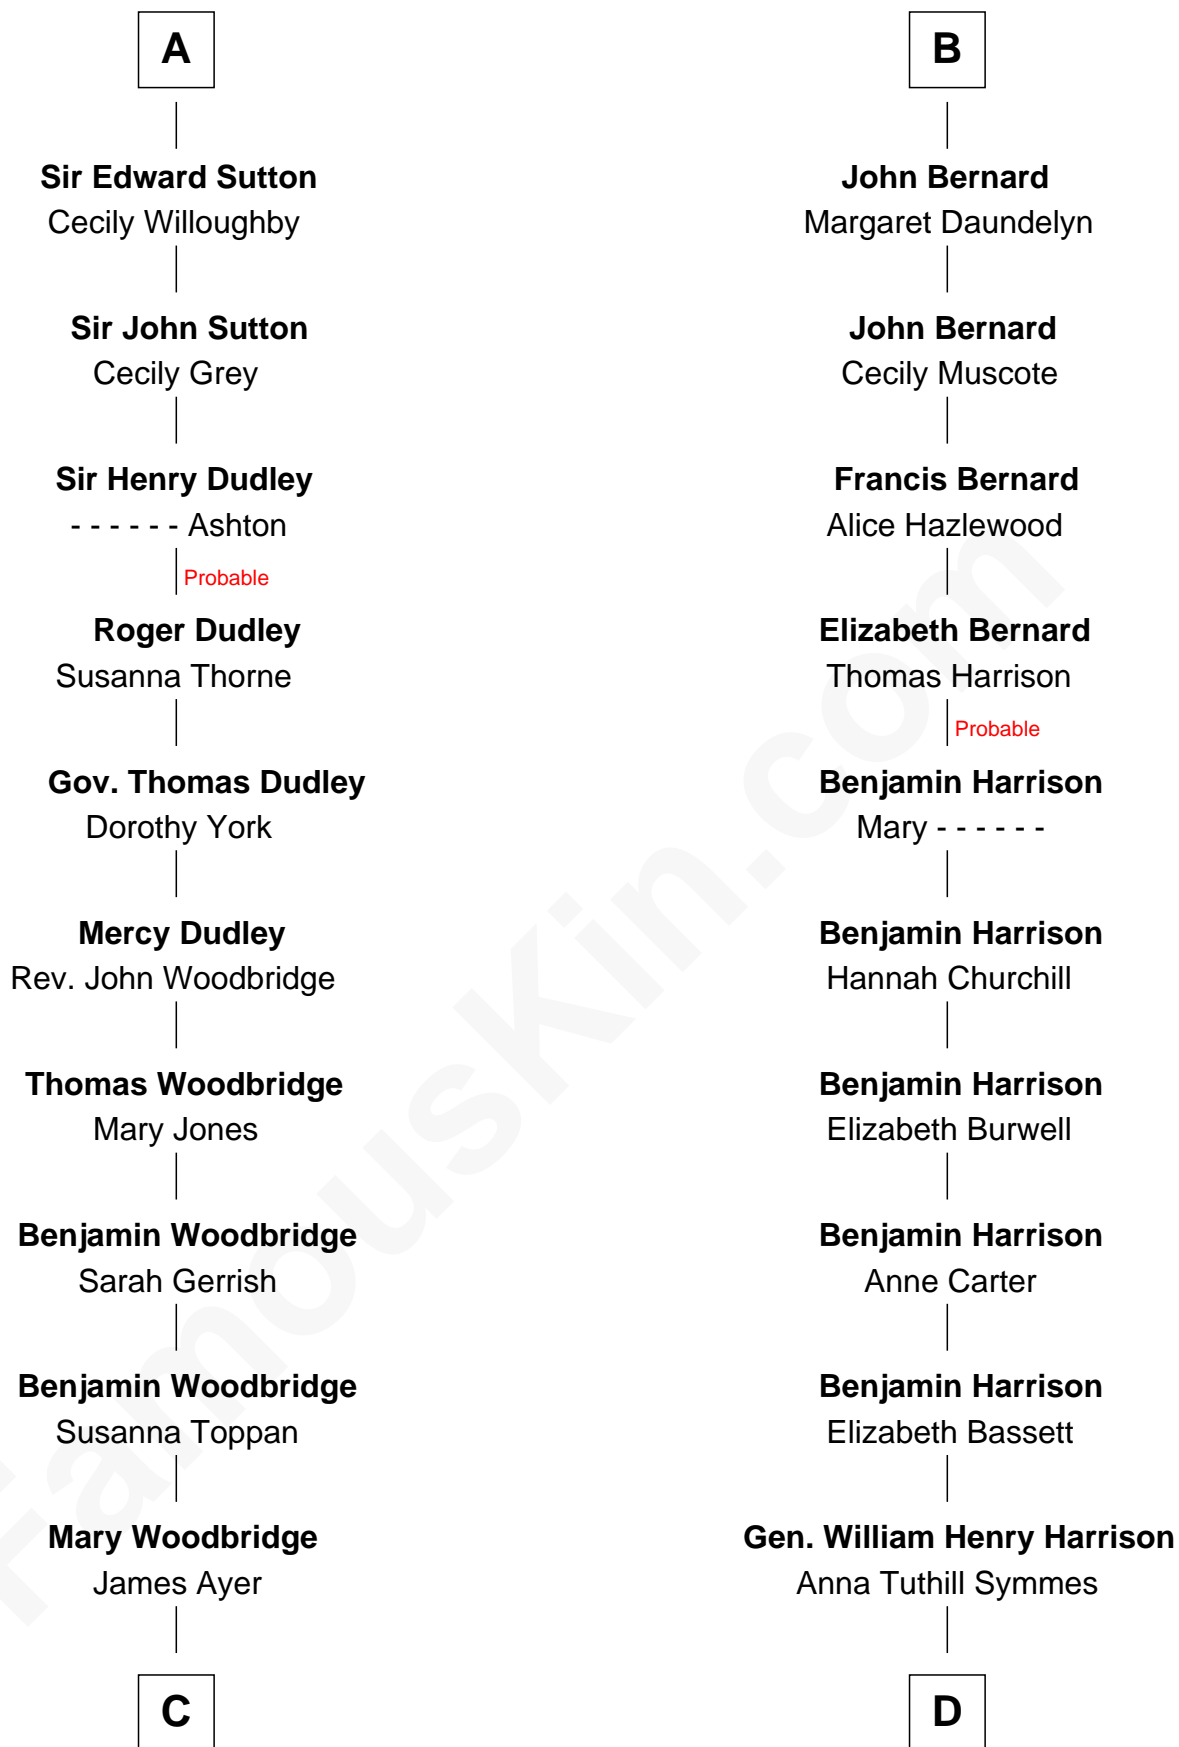 A
Sir Edward Sutton
Cecily Willoughby
Sir John Sutton
Cecily Grey
Sir Henry Dudley
- - - - - - Ashton
Probable
Roger Dudley
Susanna Thorne
Gov. Thomas Dudley
Dorothy York
Mercy Dudley
Rev. John Woodbridge
Thomas Woodbridge
Mary Jones
Benjamin Woodbridge
Sarah Gerrish
Benjamin Woodbridge
Susanna Toppan
Mary Woodbridge
James Ayer
C
B
John Bernard
Margaret Daundelyn
John Bernard
Cecily Muscote
Francis Bernard
Alice Hazlewood
Elizabeth Bernard
Thomas Harrison
Probable
Benjamin Harrison
Mary - - - - - -
Benjamin Harrison
Hannah Churchill
Benjamin Harrison
Elizabeth Burwell
Benjamin Harrison
Anne Carter
Benjamin Harrison
Elizabeth Bassett
Gen. William Henry Harrison
Anna Tuthill Symmes
D
FamousKin.com